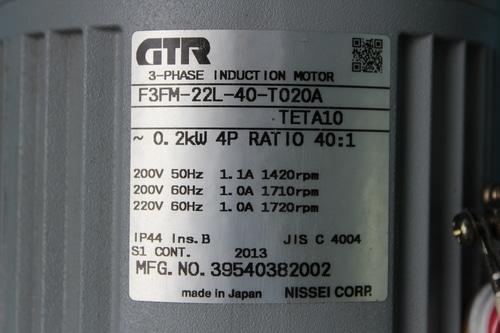 GTR
3-PHASE INDUCTION MOTOR
F3FM-22L-40-T020A
TETA10
~ 0.2kW 4P RATIO 40:1
200V 50Hz 1.1A 1420rpm
200V 60Hz 1.0A 1710rpm
220V 60Hz 1.0A 1720rpm
IP44 Ins.B JIS C 4004
S1 CONT. 2013
MFG.NO.39540382002
made in Japan NISSEI CORP.